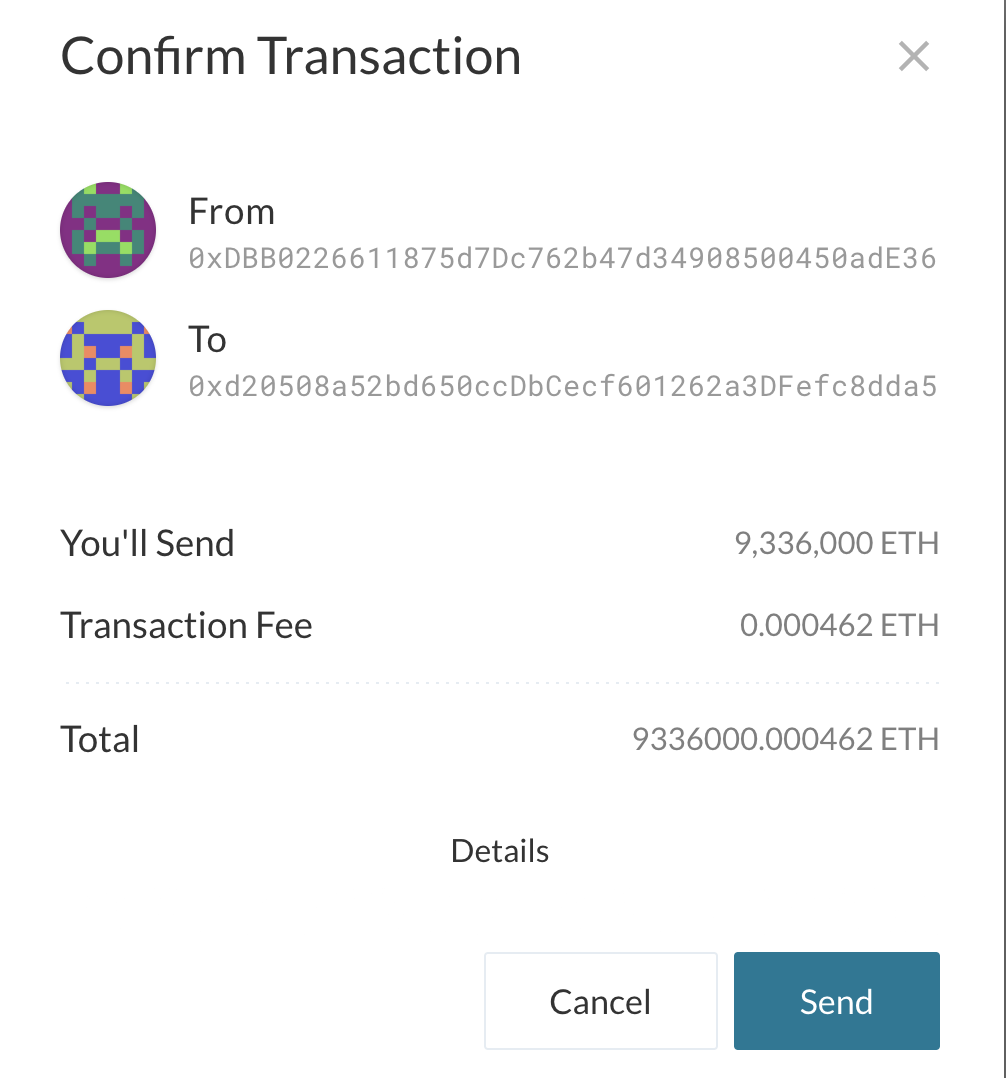 Confirm Transaction
From
0xDBB0226611875d7Dc762b47d34908500450adE36
To
0xd20508a52bd650ccDbCecf601262a3DFefc8dda5
You'll Send 9,336,000 ETH
Transaction Fee 0.000462 ETH
Total 9336000.000462 ETH
Details
Cancel Send